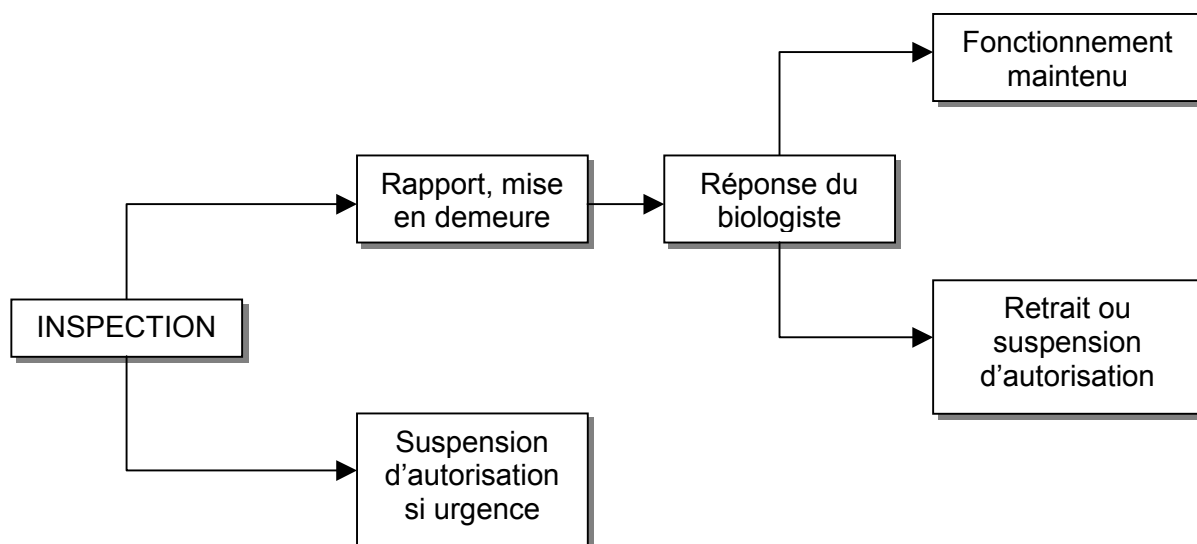 Fonctionnement
maintenu
Rapport, mise
en demeure
Réponse du
biologiste
INSPECTION
Retrait ou
suspension
d’autorisation
Suspension
d’autorisation
si urgence